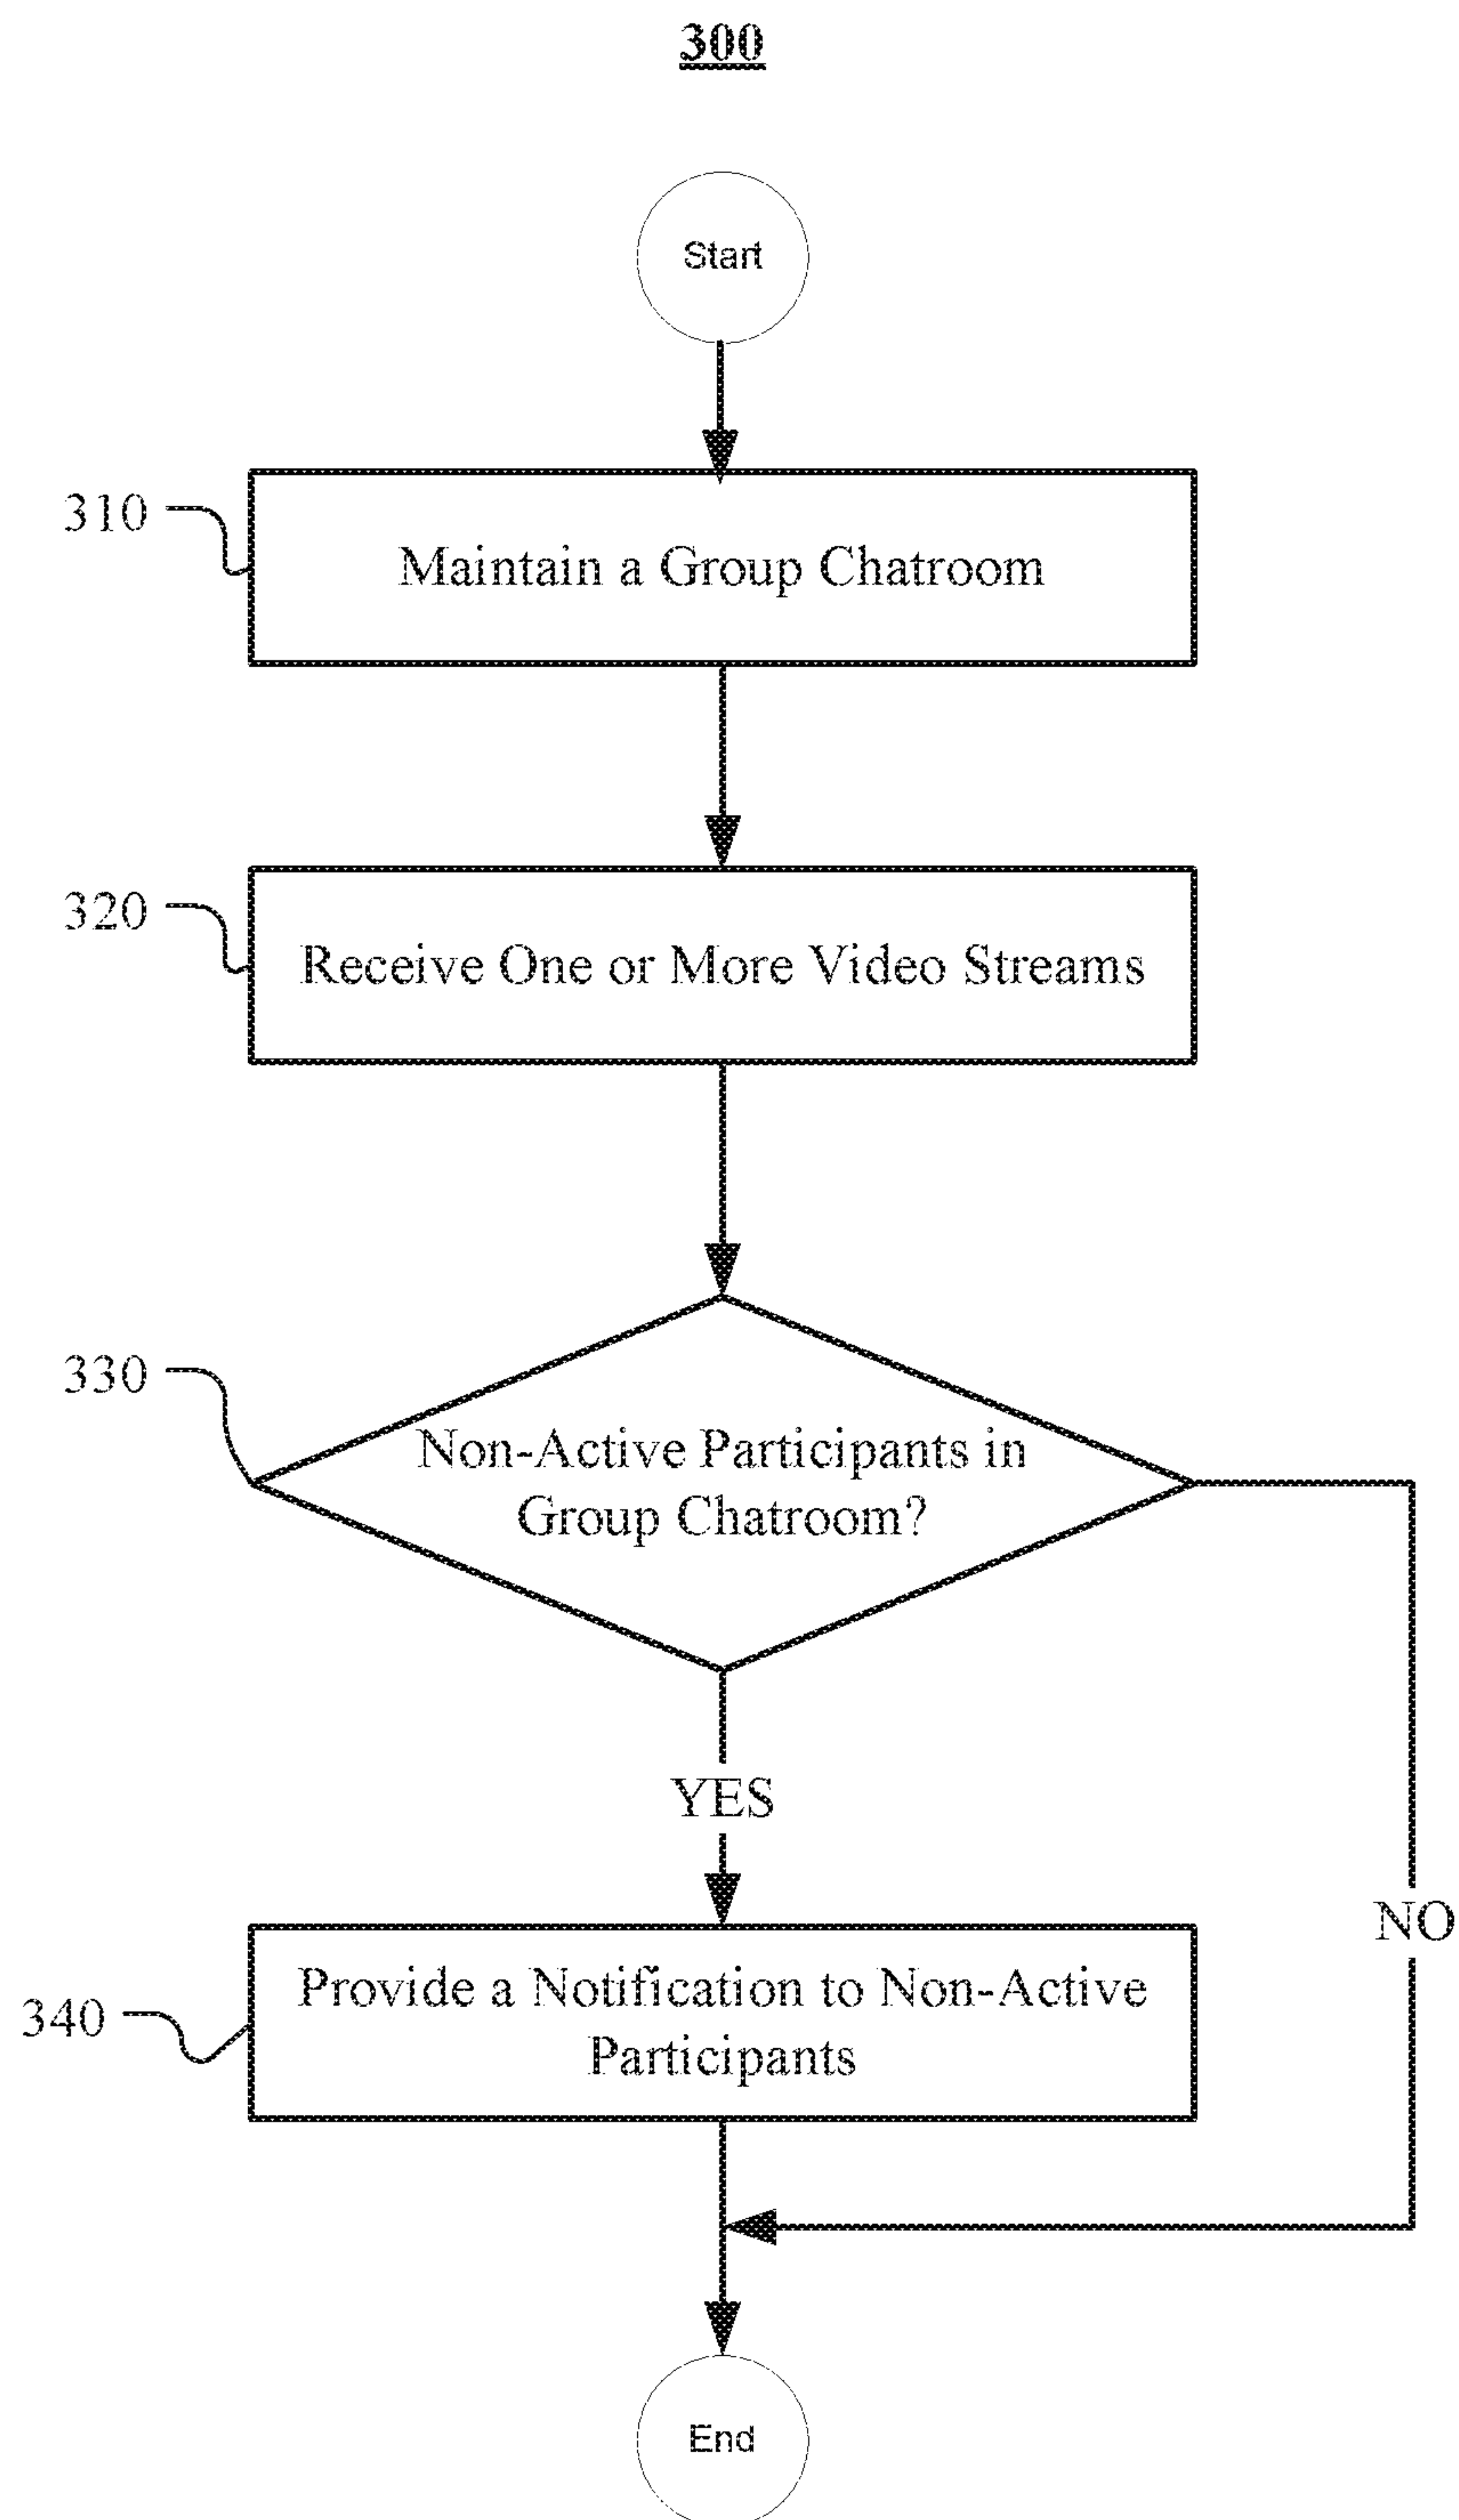 300
Start
310
Maintain a Group Chatroom
320
Receive One or More Video Streams
330
Non-Active Participants in
Group Chatroom?
YES
NO
340
Provide a Notification to Non-Active
Participants
End